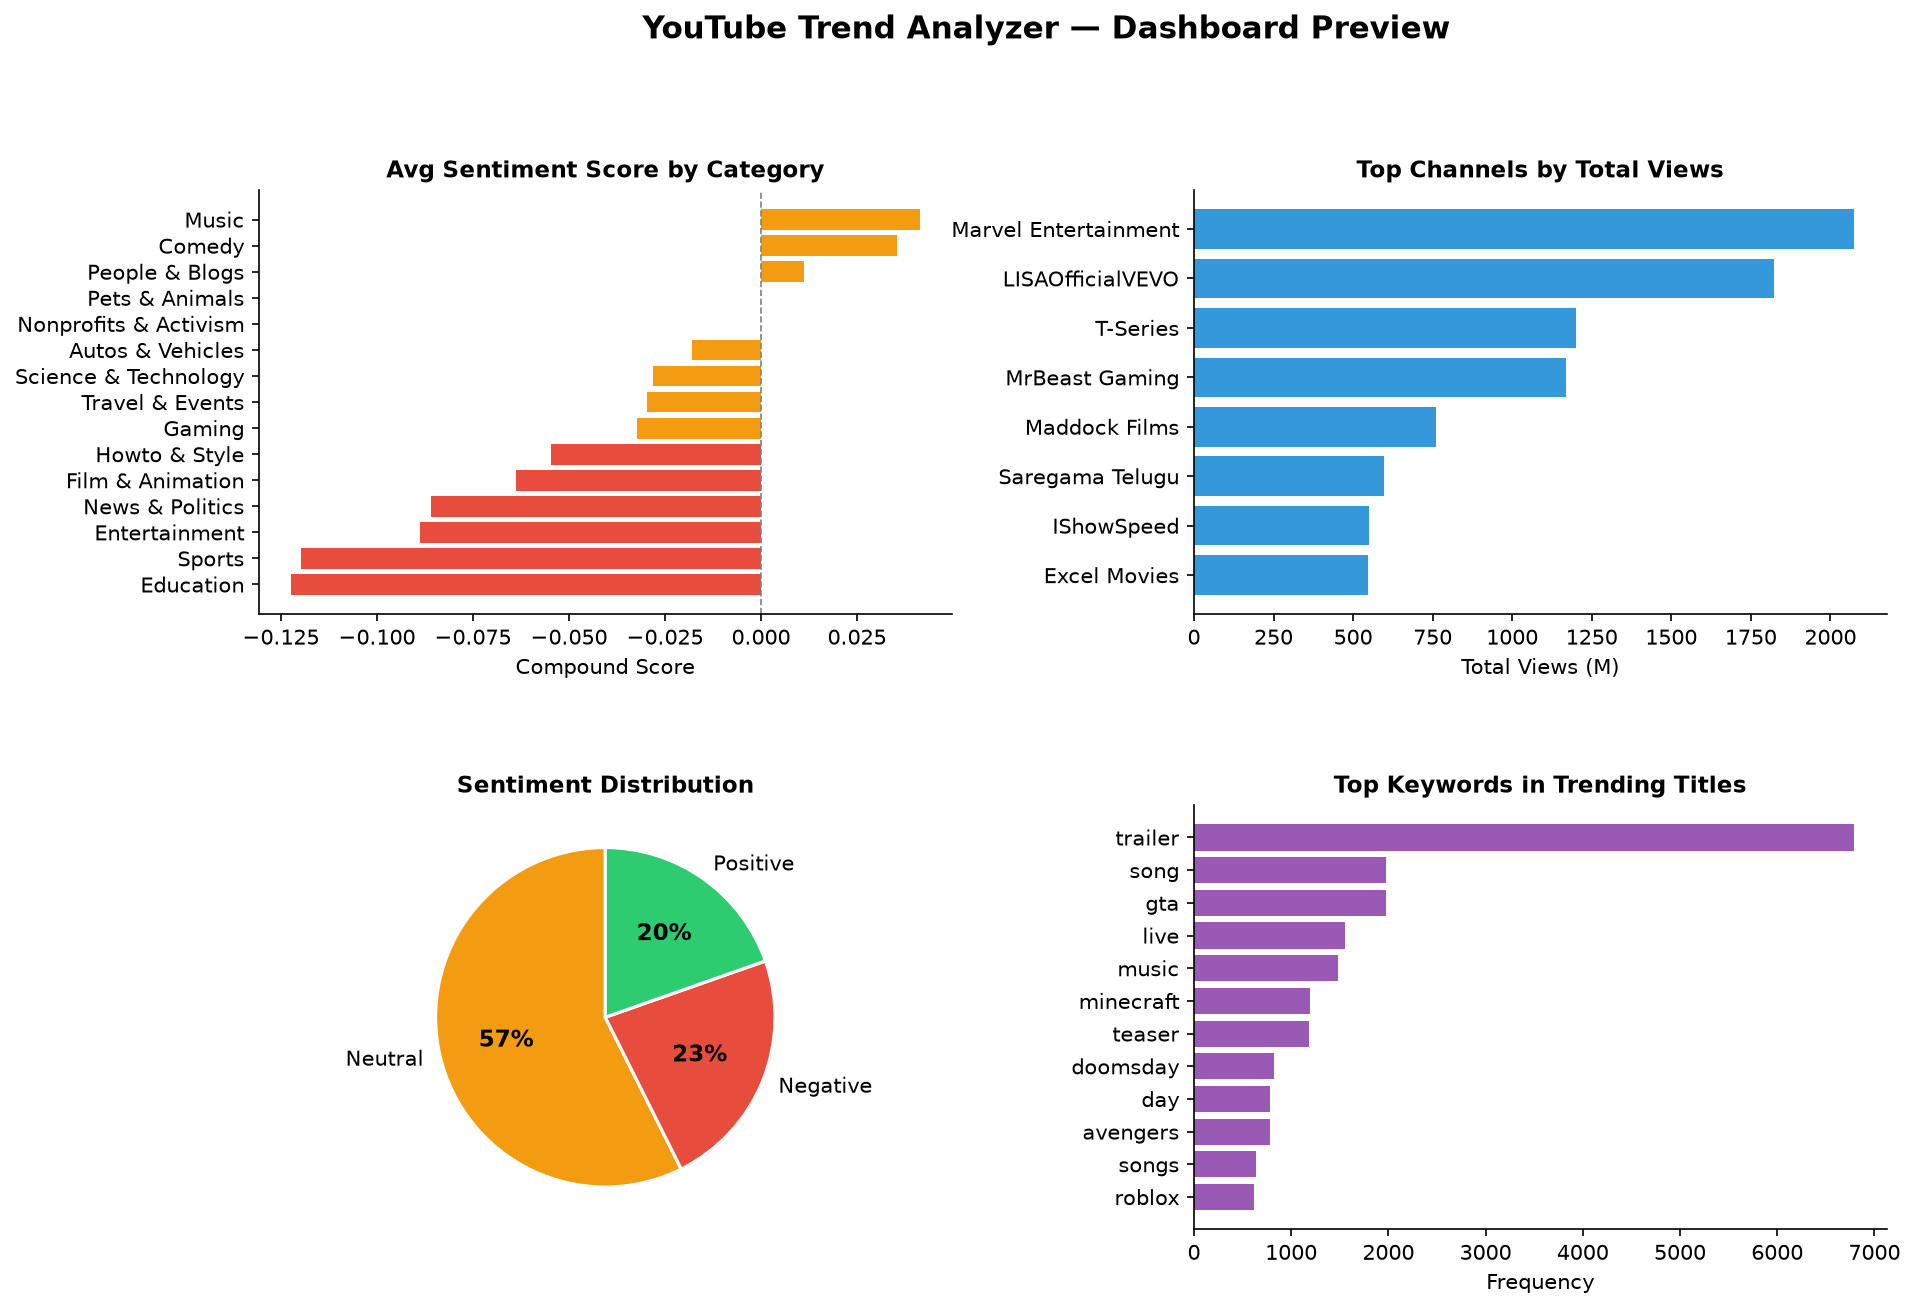 YouTube Trend Analyzer — Dashboard Preview
Avg Sentiment Score by Category
Music
Comedy
People & Blogs
Pets & Animals
Nonprofits & Activism
Autos & Vehicles
Science & Technology
Travel & Events
Gaming
Howto & Style
Film & Animation
News & Politics
Entertainment
Sports
Education
−0.125 −0.100 −0.075 −0.050 −0.025 0.000 0.025
Compound Score
Top Channels by Total Views
Marvel Entertainment
LISAOfficialVEVO
T-Series
MrBeast Gaming
Maddock Films
Saregama Telugu
IShowSpeed
Excel Movies
0 250 500 750 1000 1250 1500 1750 2000
Total Views (M)
Sentiment Distribution
Positive
20%
57%
23%
Neutral
Negative
Top Keywords in Trending Titles
trailer
song
gta
live
music
minecraft
teaser
doomsday
day
avengers
songs
roblox
0 1000 2000 3000 4000 5000 6000 7000
Frequency